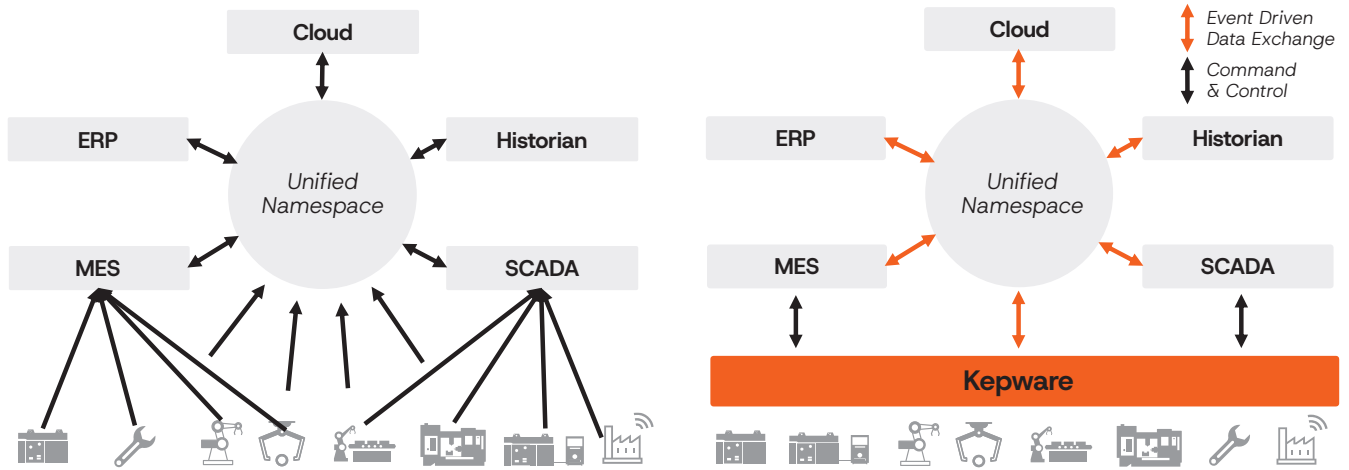 Cloud
ERP
Historian
Unified
Namespace
MES
SCADA
Cloud
Event Driven
Data Exchange
Command
& Control
ERP
Historian
Unified
Namespace
MES
SCADA
Kepware